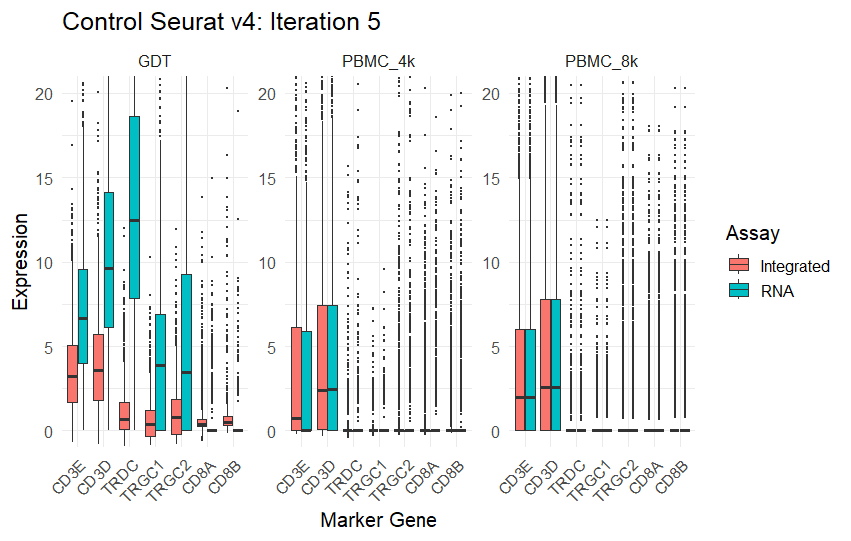 Control Seurat v4: Iteration 5
GDT
PBMC_4k
PBMC_8k
20
15
10
5
0
20
15
10
5
0
20
15
10
5
0
Expression
CD3E
CD3D
TRDC
TRGC1
TRGC2
CD8A
CD8B
CD3E
CD3D
TRDC
TRGC1
TRGC2
CD8A
CD8B
CD3E
CD3D
TRDC
TRGC1
TRGC2
CD8A
CD8B
Marker Gene
Assay
Integrated
RNA